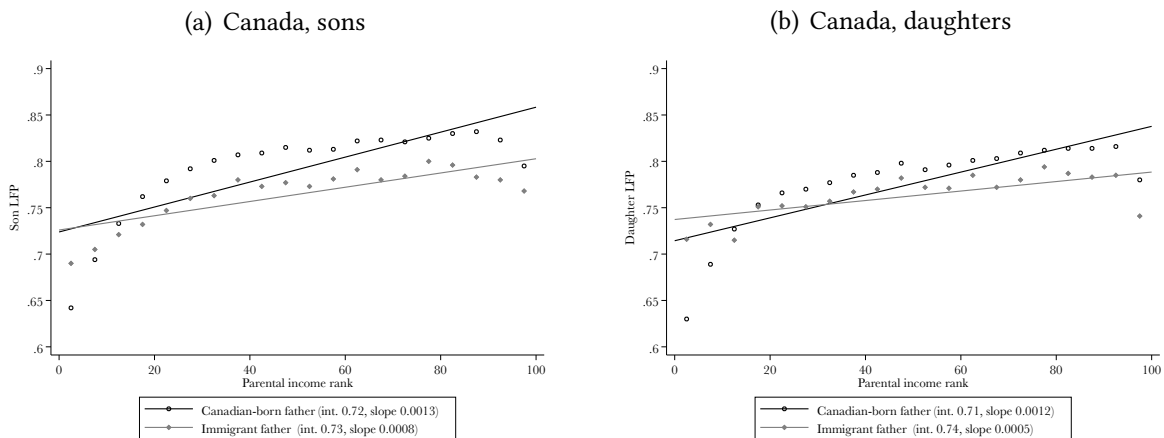 (a) Canada, sons
.9
.85
.8
.75
.7
.65
.6
Son LFP
0 20 40 60 80 100
Parental income rank
Canadian-born father (int. 0.72, slope 0.0013)
Immigrant father (int. 0.73, slope 0.0008)
(b) Canada, daughters
.9
.85
.8
.75
.7
.65
.6
Daughter LFP
0 20 40 60 80 100
Parental income rank
Canadian-born father (int. 0.71, slope 0.0012)
Immigrant father (int. 0.74, slope 0.0005)